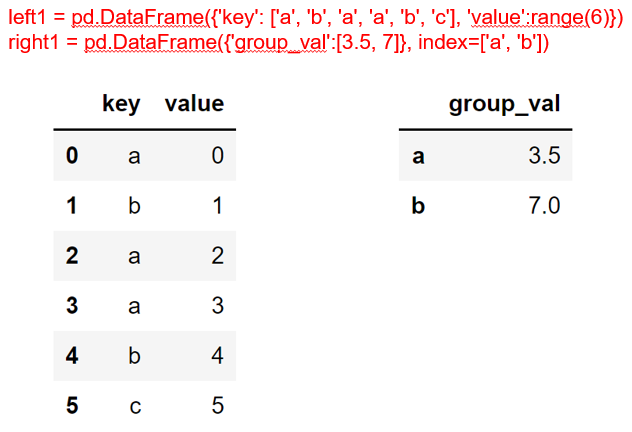 left1 = pd.DataFrame({'key': ['a', 'b', 'a', 'a', 'b', 'c'], 'value':range(6)})
right1 = pd.DataFrame({'group_val':[3.5, 7]}, index=['a', 'b'])
key value
0 a 0
1 b 1
2 a 2
3 a 3
4 b 4
5 c 5
group_val
a 3.5
b 7.0